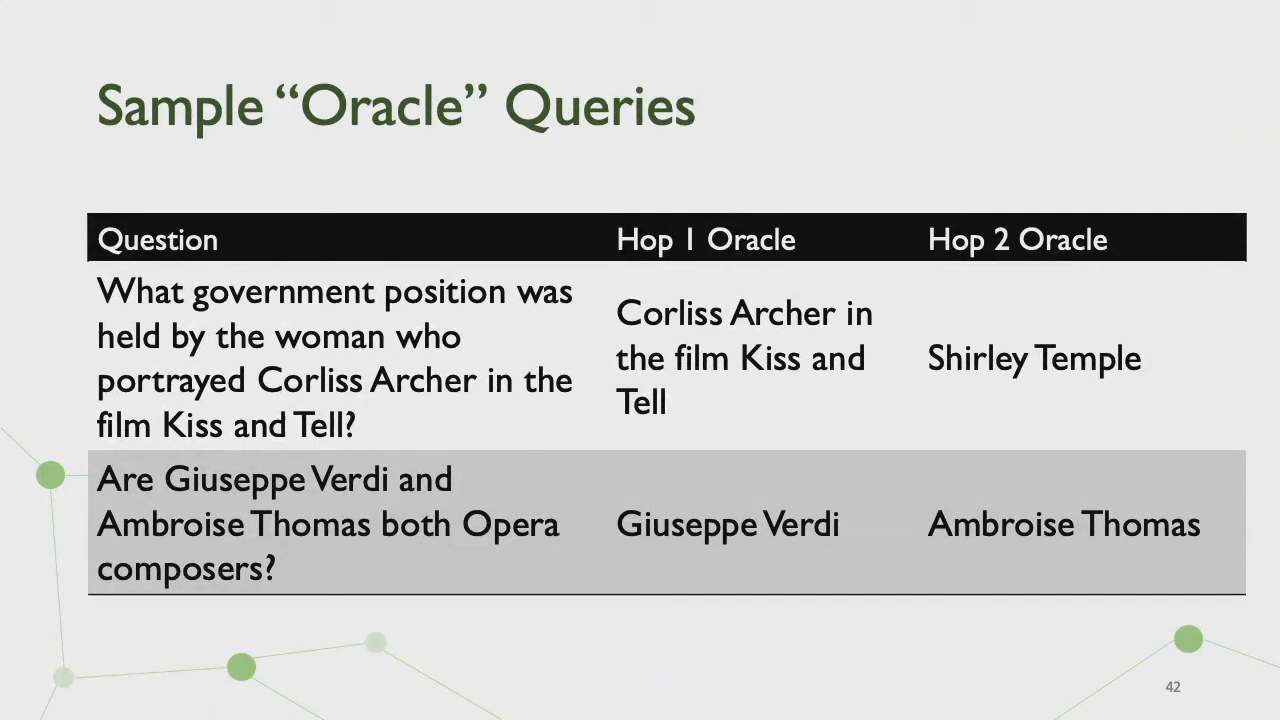 Sample “Oracle” Queries
Question
Hop 1 Oracle
Hop 2 Oracle
What government position was
held by the woman who
portrayed Corliss Archer in the
film Kiss and Tell?
Corliss Archer in
the film Kiss and
Tell
Shirley Temple
Are Giuseppe Verdi and
Ambroise Thomas both Opera
composers?
Giuseppe Verdi
Ambroise Thomas
42